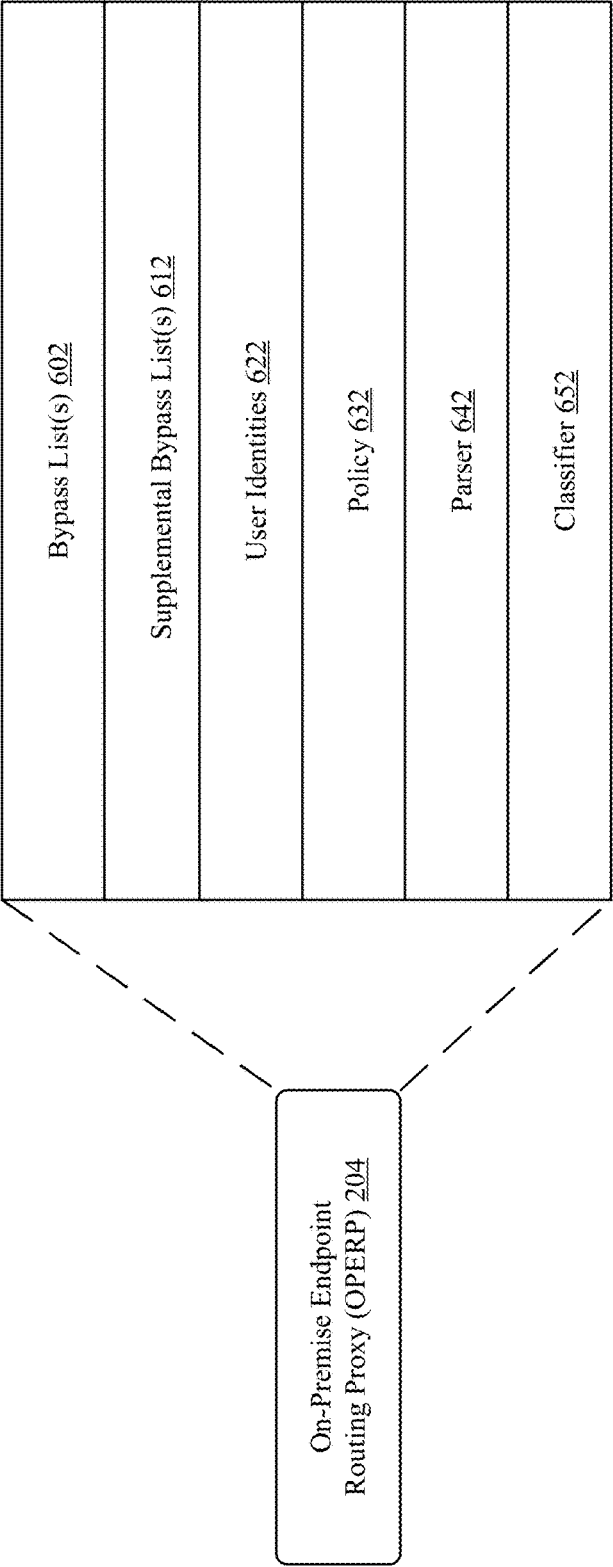 On-Premise Endpoint
Routing Proxy (OPERP) 204
Bypass List(s) 602
Supplemental Bypass List(s) 612
User Identities 622
Policy 632
Parser 642
Classifier 652